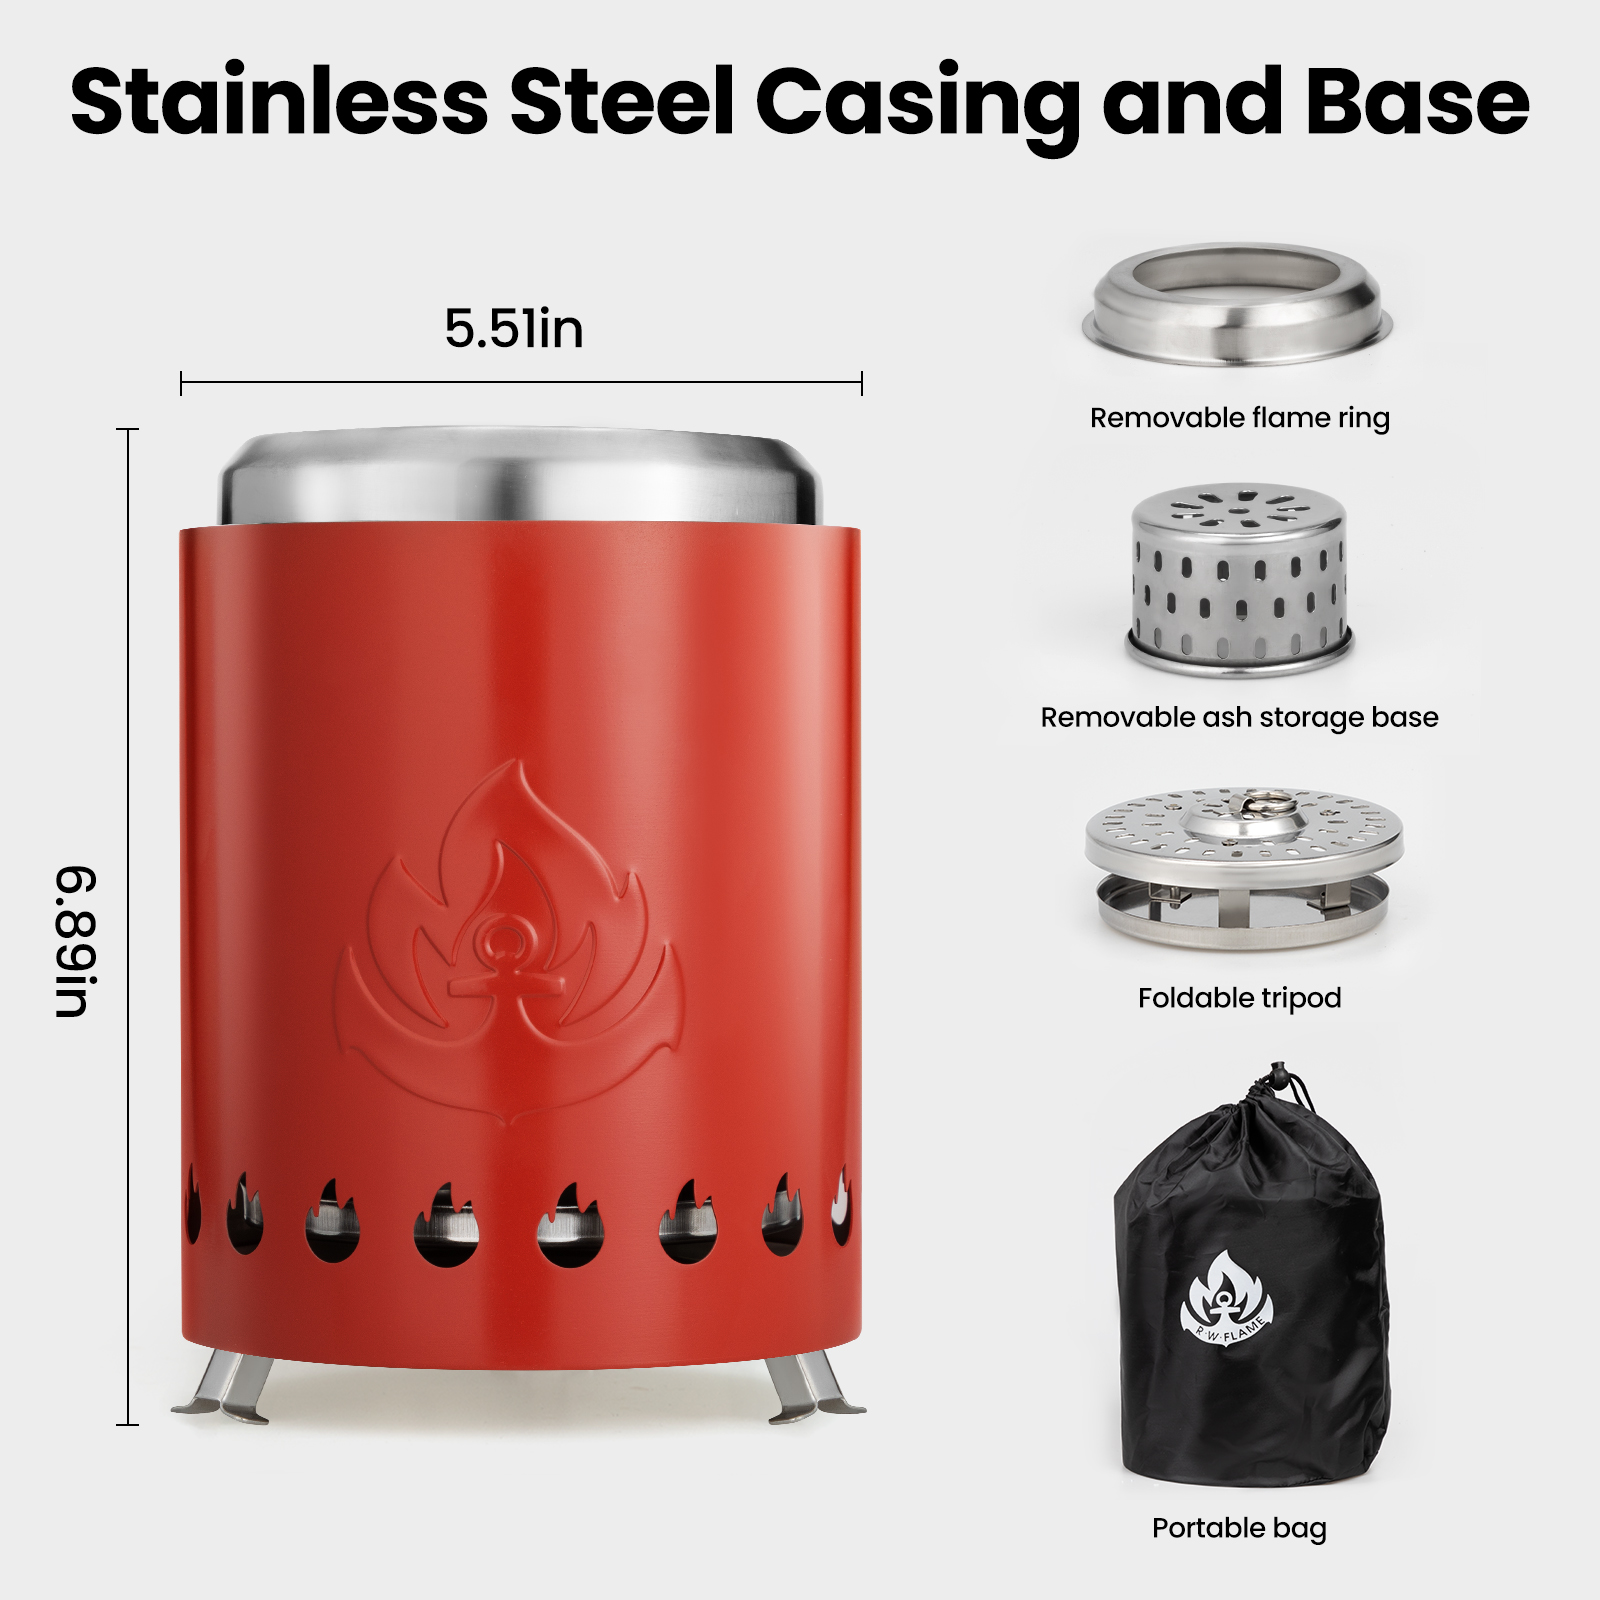 Stainless Steel Casing and Base
5.51in
6.89in
Removable flame ring
Removable ash storage base
Foldable tripod
R·W·FLAME
Portable bag